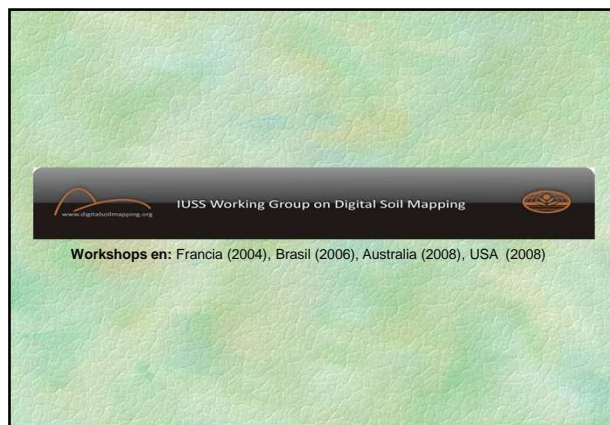 IUSS Working Group on Digital Soil Mapping
www.digitalsoilmapping.org
Workshops en: Francia (2004), Brasil (2006), Australia (2008), USA (2008)